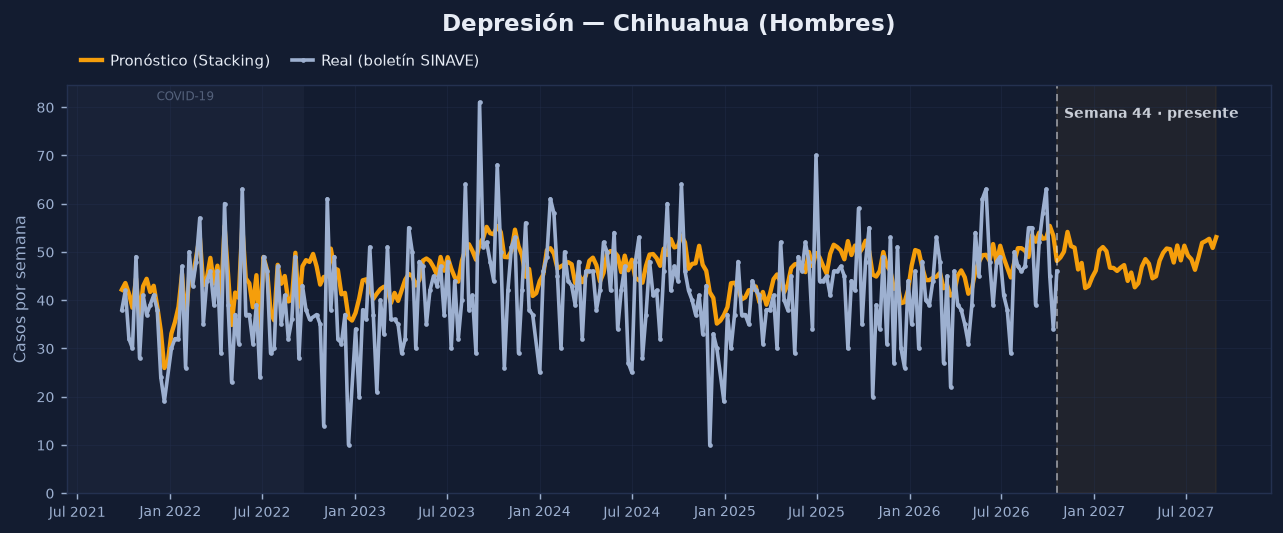 Depresión — Chihuahua (Hombres)
Pronóstico (Stacking)
Real (boletín SINAVE)
COVID-19
Semana 44 · presente
Casos por semana
80
70
60
50
40
30
20
10
0
Jul 2021
Jan 2022
Jul 2022
Jan 2023
Jul 2023
Jan 2024
Jul 2024
Jan 2025
Jul 2025
Jan 2026
Jul 2026
Jan 2027
Jul 2027